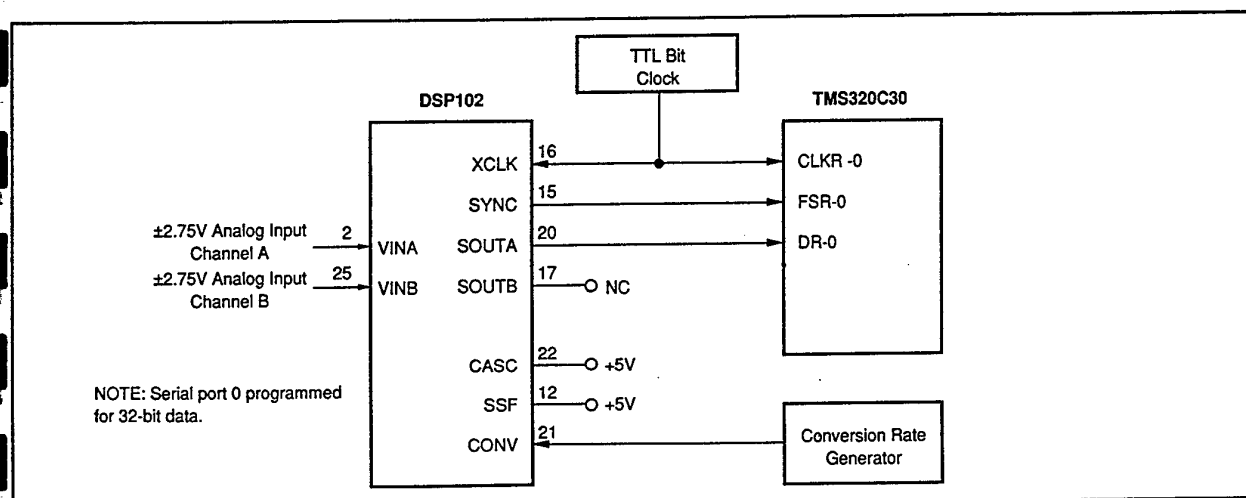 TTL Bit
Clock
DSP102
TMS320C30
XCLK
16
CLKR -0
SYNC
15
FSR-0
±2.75V Analog Input
Channel A
2
VINA
SOUTA
20
DR-0
±2.75V Analog Input
Channel B
25
VINB
SOUTB
17
NC
CASC
22
+5V
NOTE: Serial port 0 programmed
for 32-bit data.
SSF
12
+5V
CONV
21
Conversion Rate
Generator